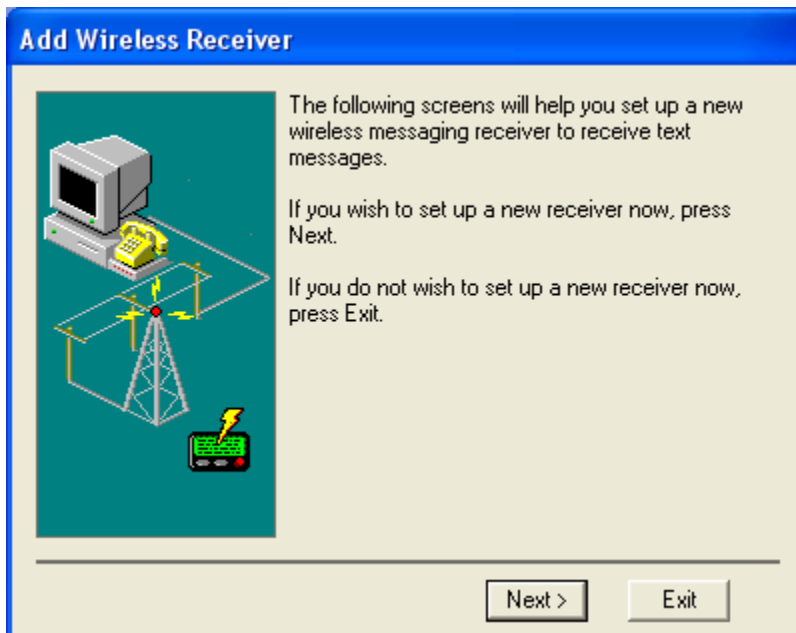 Add Wireless Receiver
The following screens will help you set up a new
wireless messaging receiver to receive text
messages.
If you wish to set up a new receiver now, press
Next.
If you do not wish to set up a new receiver now,
press Exit.
Next >
Exit